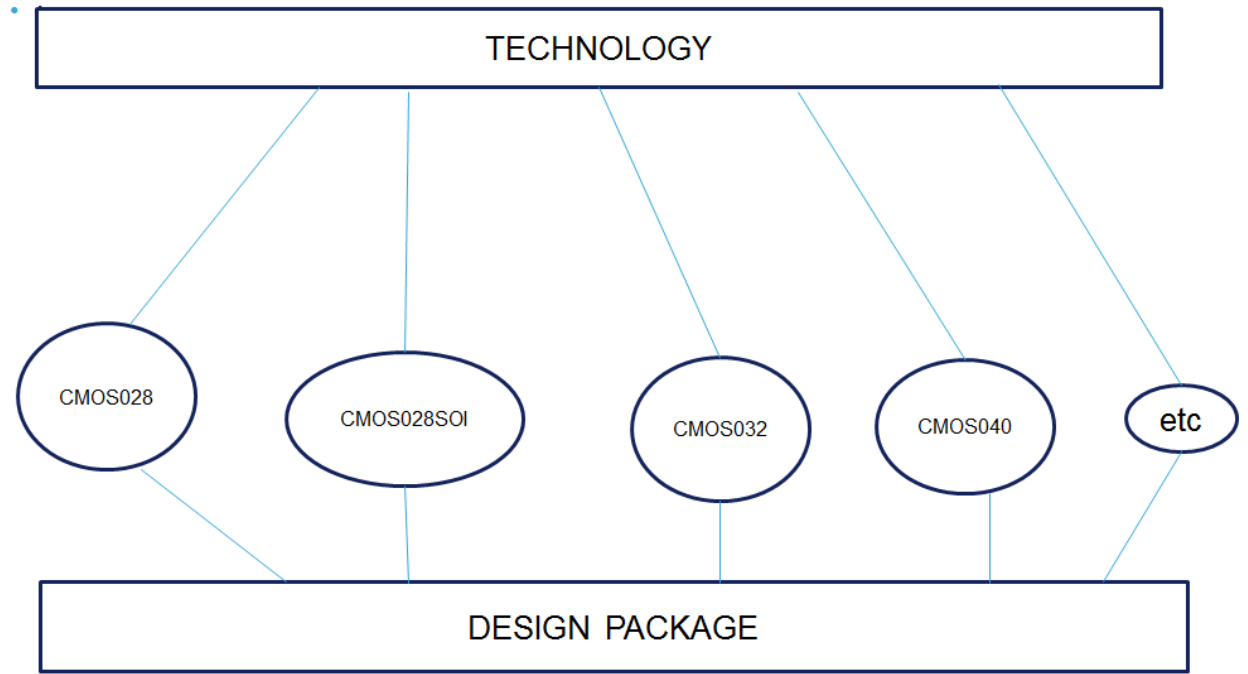 TECHNOLOGY
CMOS028
CMOS028SOI
CMOS032
CMOS040
etc
DESIGN PACKAGE